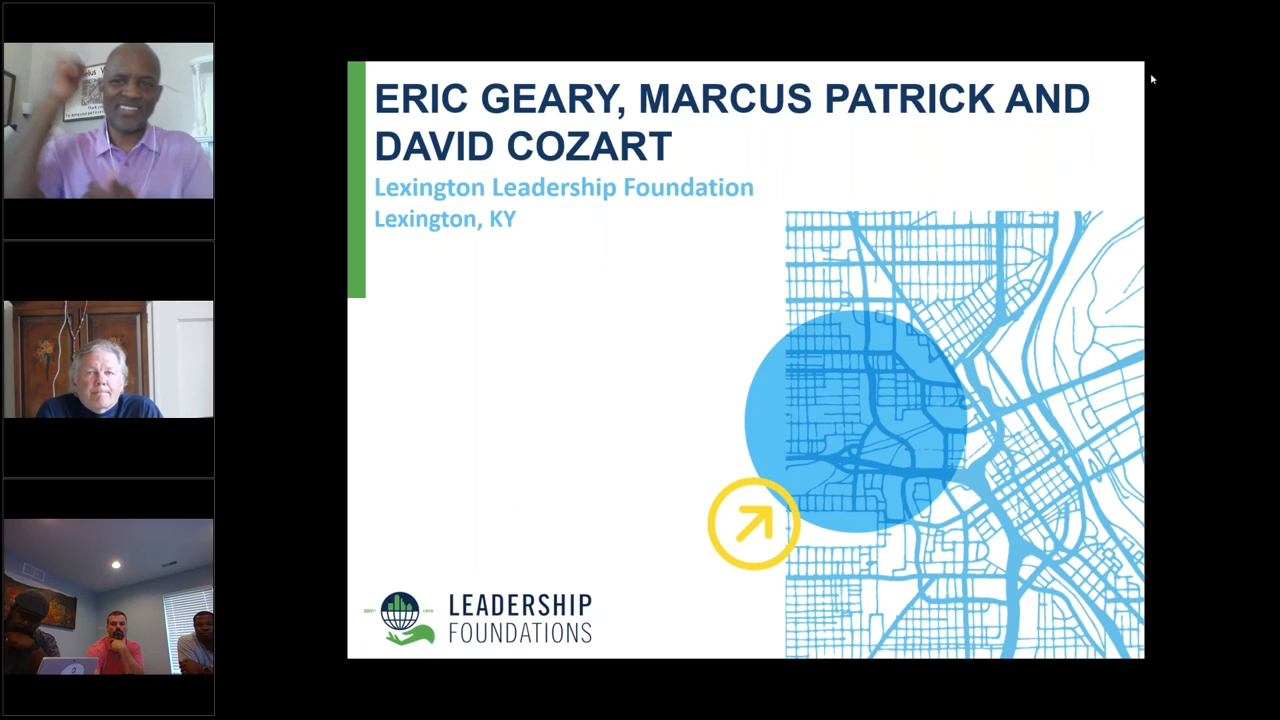 ERIC GEARY, MARCUS PATRICK AND
DAVID COZART
Lexington Leadership Foundation
Lexington, KY
LEADERSHIP
FOUNDATIONS